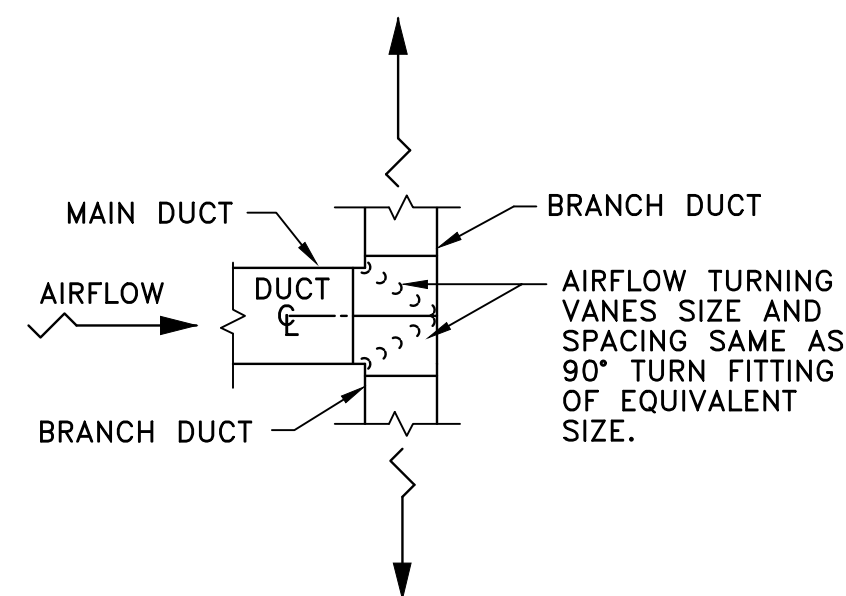 MAIN DUCT
BRANCH DUCT
AIRFLOW
DUCT
℄
AIRFLOW TURNING
VANES SIZE AND
SPACING SAME AS
90° TURN FITTING
OF EQUIVALENT
SIZE.
BRANCH DUCT